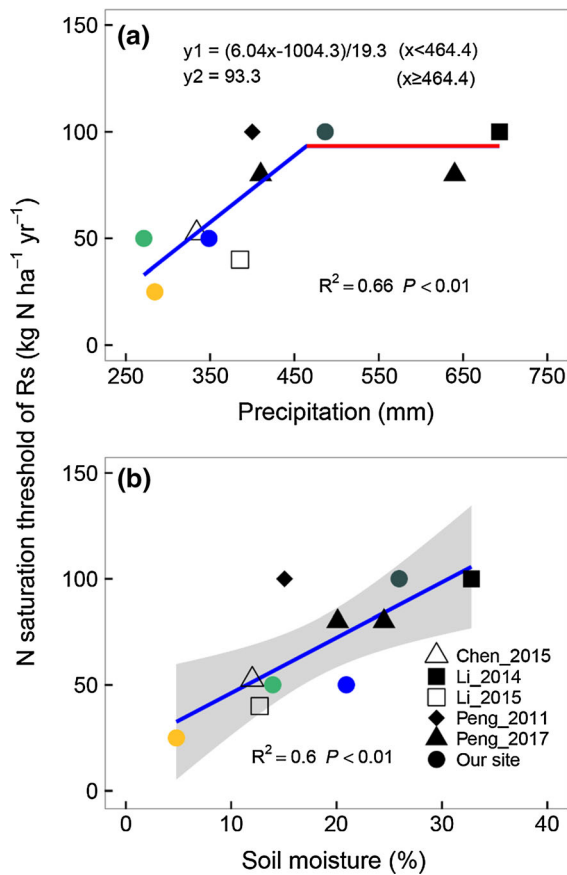 (a)
y1 = (6.04x-1004.3)/19.3 (x<464.4)
y2 = 93.3 (x≥464.4)
150
100
50
0
R² = 0.66 P < 0.01
250 350 450 550 650 750
Precipitation (mm)
N saturation threshold of Rs (kg N ha⁻¹ yr⁻¹)
(b)
150
100
50
0
Chen_2015
Li_2014
Li_2015
Peng_2011
Peng_2017
Our site
R² = 0.6 P < 0.01
0 10 20 30 40
Soil moisture (%)